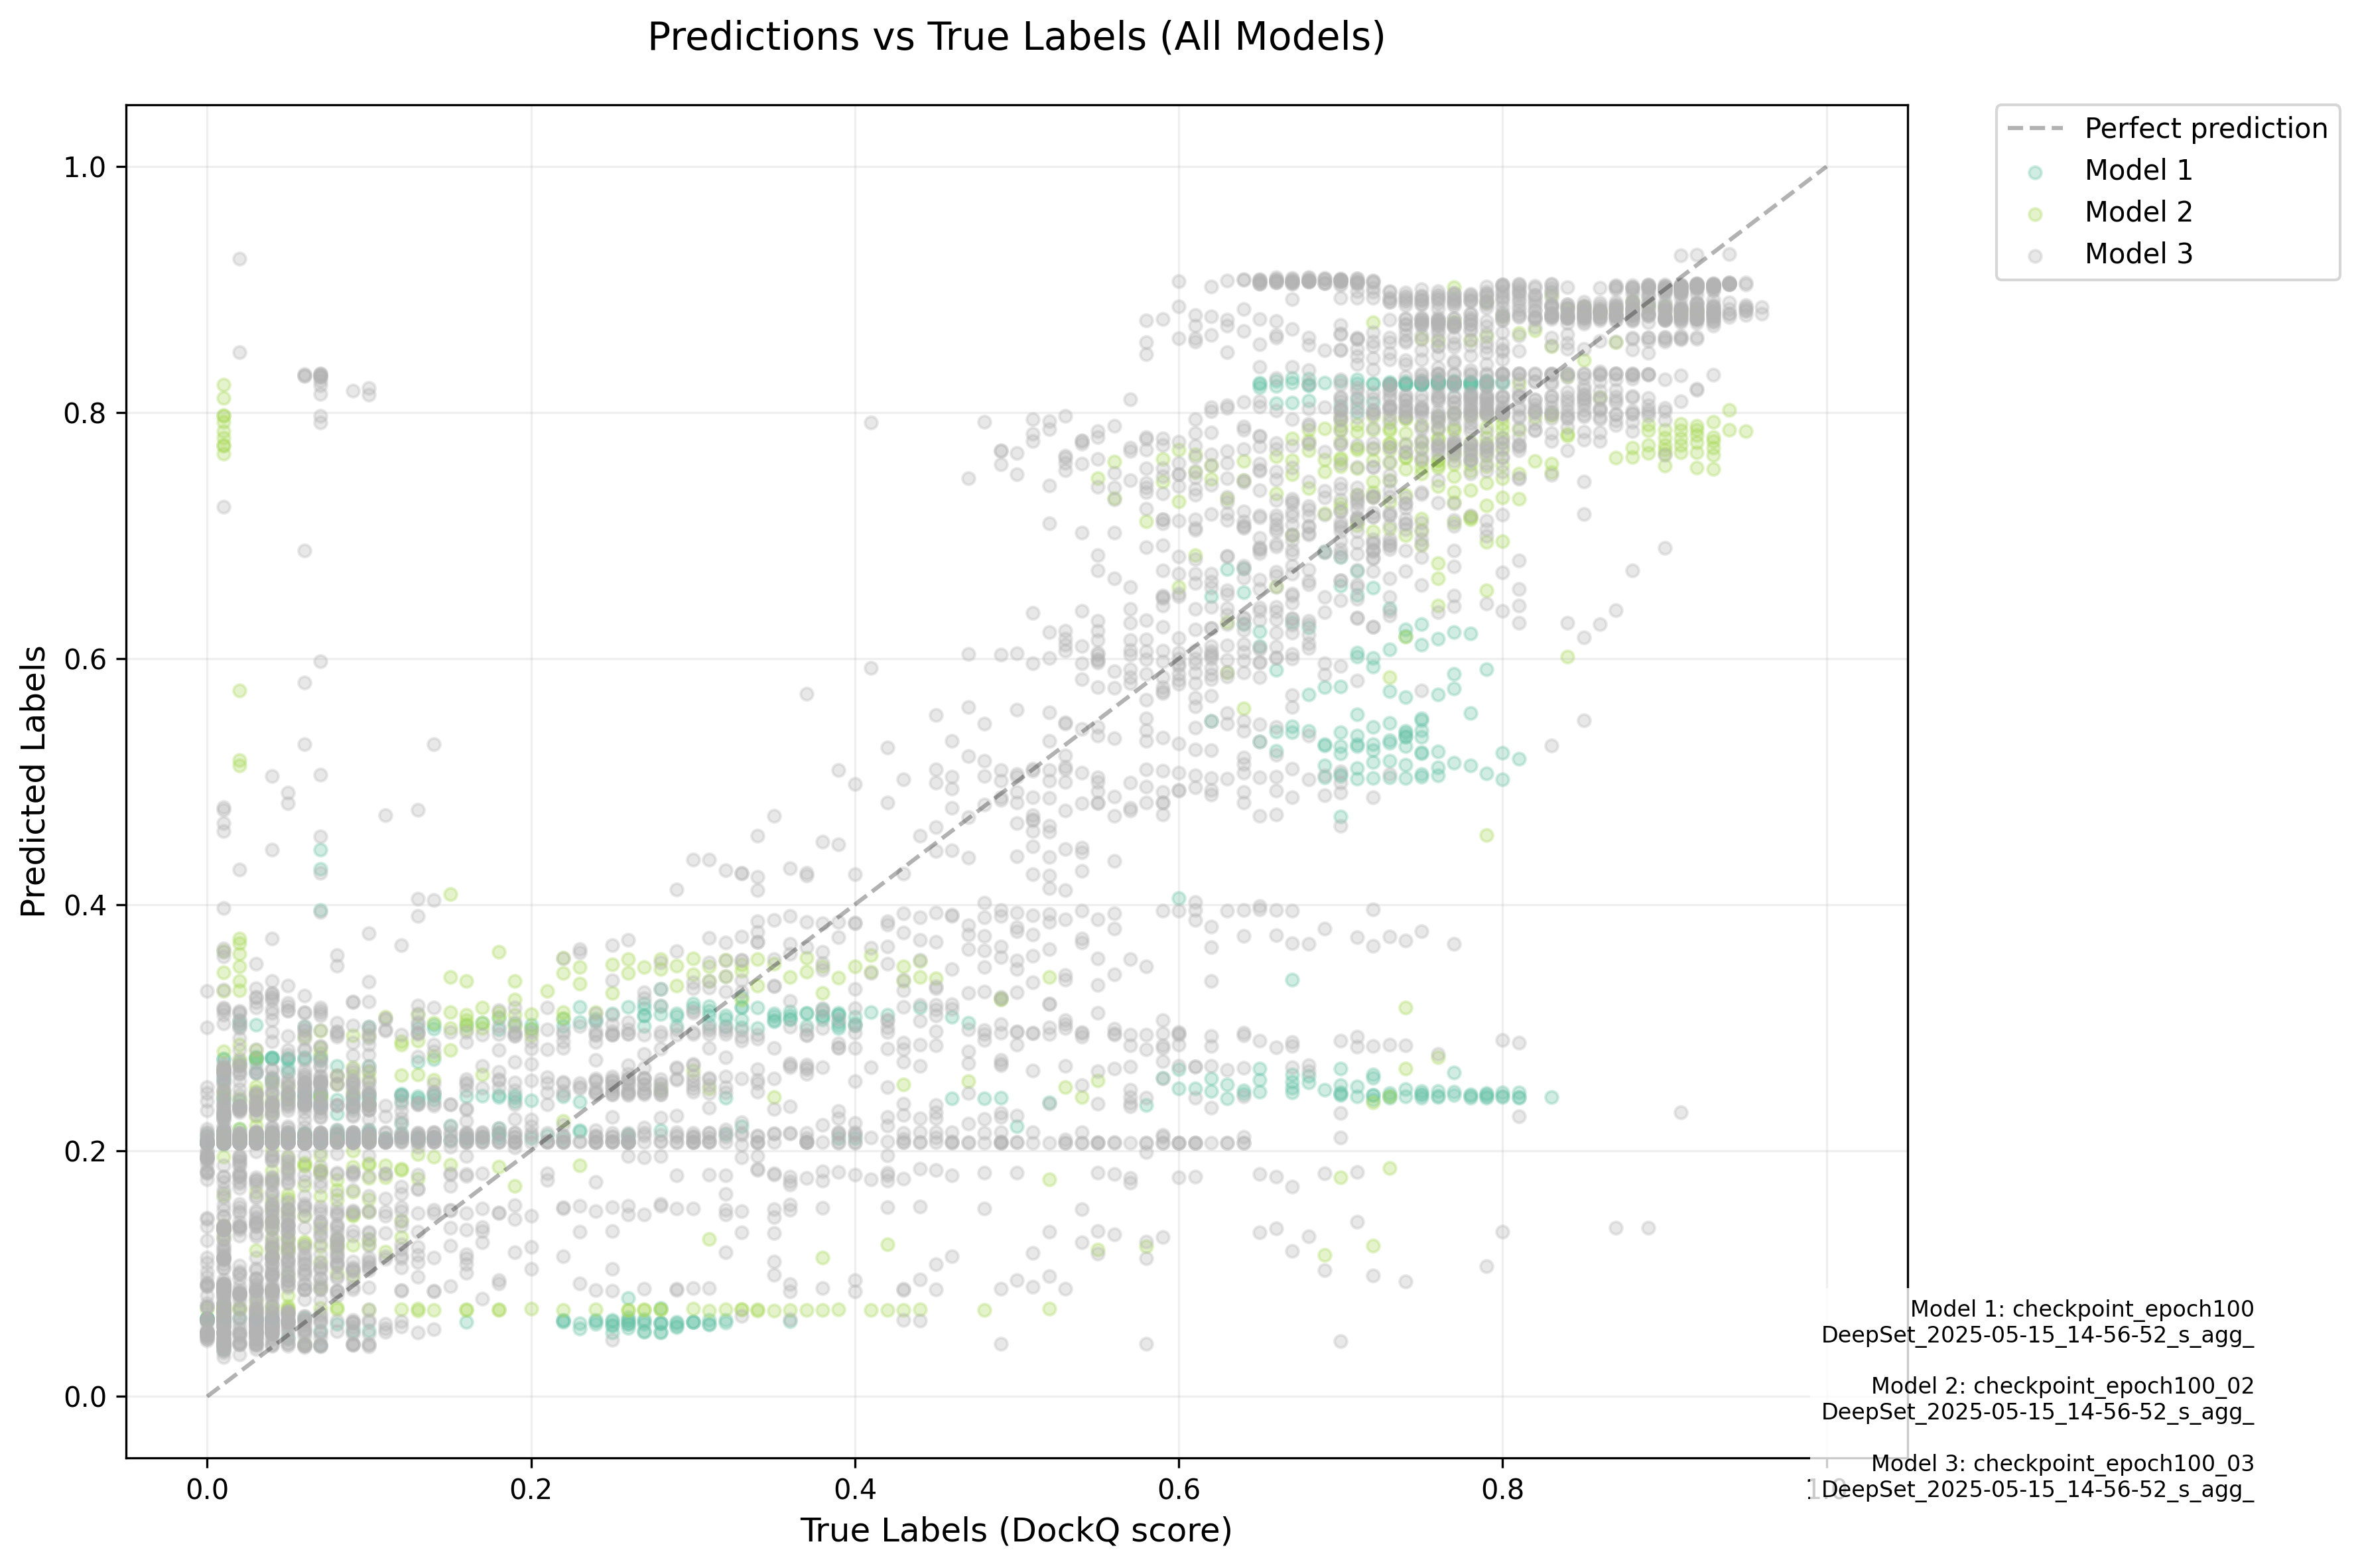 Predictions vs True Labels (All Models)
Perfect prediction
Model 1
Model 2
Model 3
Predicted Labels
1.0
0.8
0.6
0.4
0.2
0.0
0.0
0.2
0.4
0.6
0.8
1.0
True Labels (DockQ score)
Model 1: checkpoint_epoch100
DeepSet_2025-05-15_14-56-52_s_agg_
Model 2: checkpoint_epoch100_02
DeepSet_2025-05-15_14-56-52_s_agg_
Model 3: checkpoint_epoch100_03
DeepSet_2025-05-15_14-56-52_s_agg_